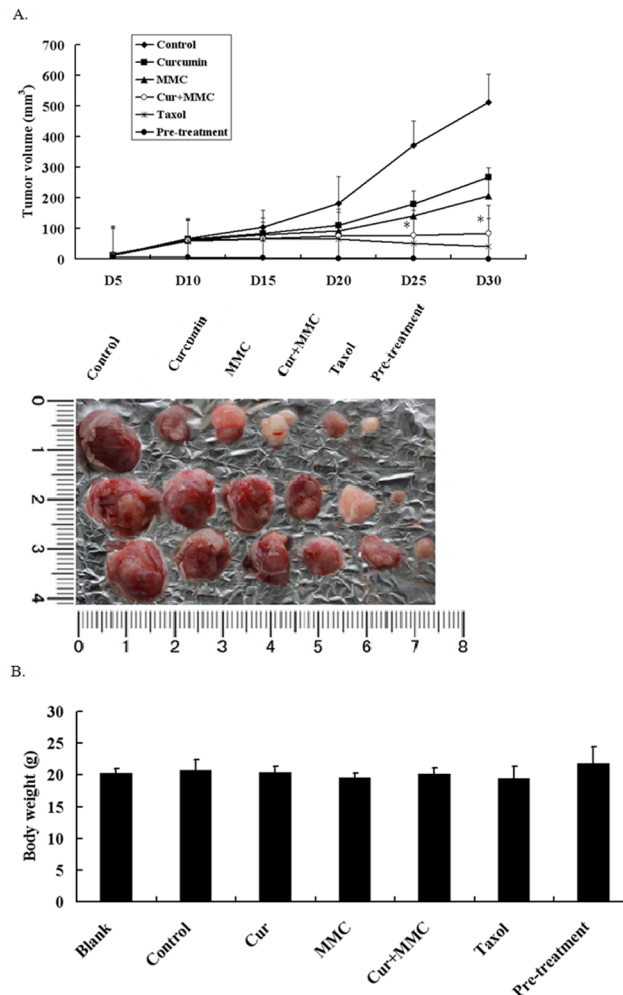 A.
Control
Curcumin
MMC
Cur+MMC
Taxol
Pre-treatment
Tumor volume (mm³)
700
600
500
400
300
200
100
0
* *
D5 D10 D15 D20 D25 D30
Control Curcumin MMC Cur+MMC Taxol Pre-treatment
0
1
2
3
4
0 1 2 3 4 5 6 7 8
B.
Body weight (g)
30
25
20
15
10
5
0
Blank Control Cur MMC Cur+MMC Taxol Pre-treatment